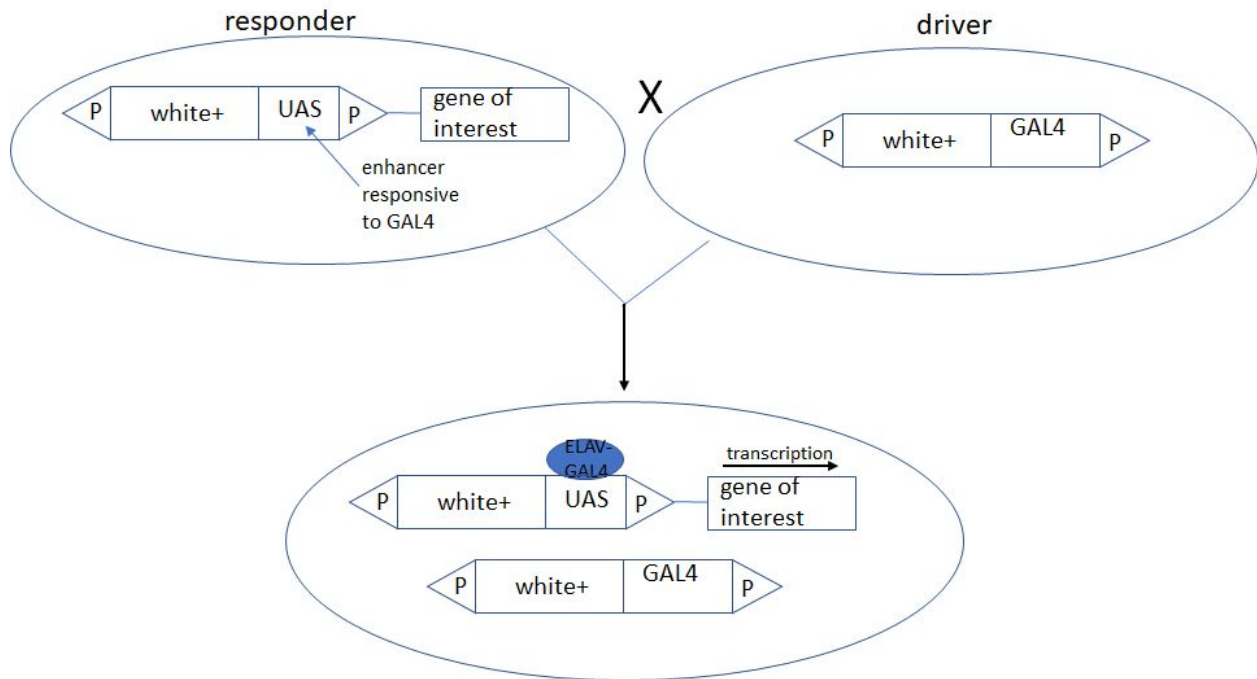 responder
driver
X
P white+ UAS P
gene of
interest
enhancer
responsive
to GAL4
P white+ GAL4 P
ELAV-
GAL4
transcription
P white+ UAS P
gene of
interest
P white+ GAL4 P